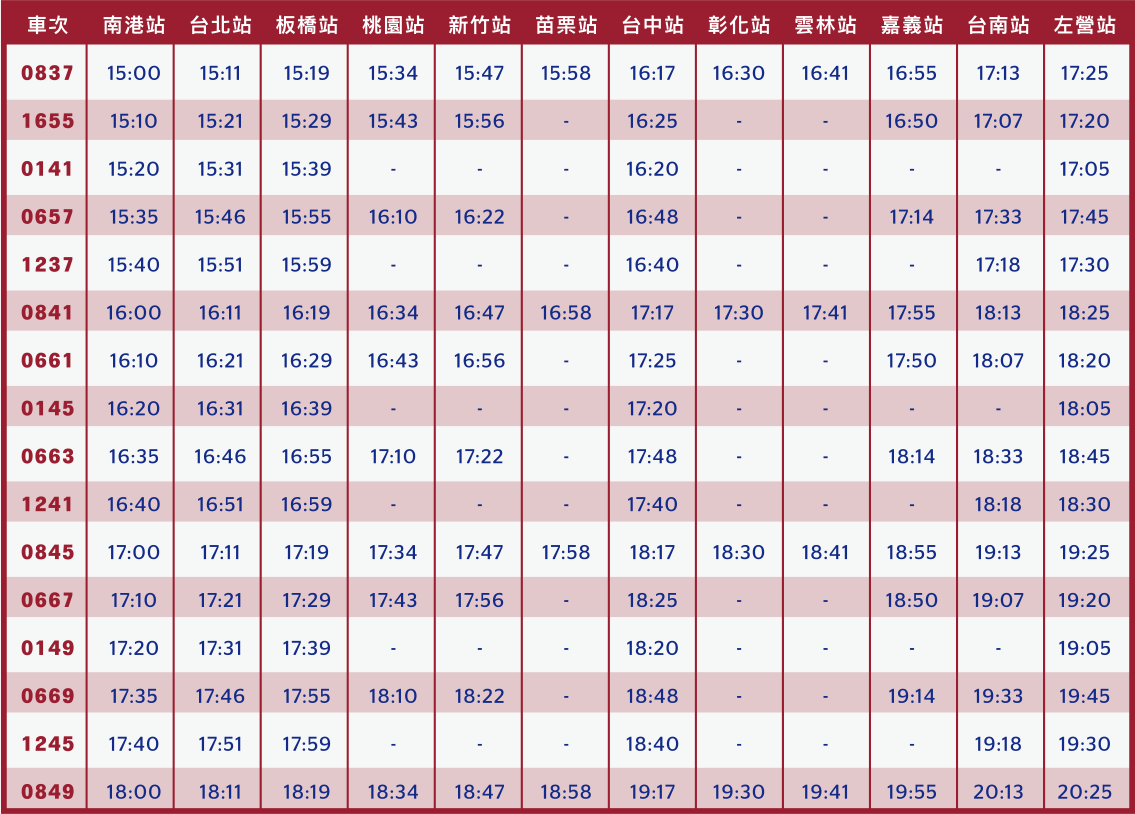 車次 南港站 台北站 板橋站 桃園站 新竹站 苗栗站 台中站 彰化站 雲林站 嘉義站 台南站 左營站
0837 15:00 15:11 15:19 15:34 15:47 15:58 16:17 16:30 16:41 16:55 17:13 17:25
1655 15:10 15:21 15:29 15:43 15:56 - 16:25 - - 16:50 17:07 17:20
0141 15:20 15:31 15:39 - - - 16:20 - - - - 17:05
0657 15:35 15:46 15:55 16:10 16:22 - 16:48 - - 17:14 17:33 17:45
1237 15:40 15:51 15:59 - - - 16:40 - - - 17:18 17:30
0841 16:00 16:11 16:19 16:34 16:47 16:58 17:17 17:30 17:41 17:55 18:13 18:25
0661 16:10 16:21 16:29 16:43 16:56 - 17:25 - - 17:50 18:07 18:20
0145 16:20 16:31 16:39 - - - 17:20 - - - - 18:05
0663 16:35 16:46 16:55 17:10 17:22 - 17:48 - - 18:14 18:33 18:45
1241 16:40 16:51 16:59 - - - 17:40 - - - 18:18 18:30
0845 17:00 17:11 17:19 17:34 17:47 17:58 18:17 18:30 18:41 18:55 19:13 19:25
0667 17:10 17:21 17:29 17:43 17:56 - 18:25 - - 18:50 19:07 19:20
0149 17:20 17:31 17:39 - - - 18:20 - - - - 19:05
0669 17:35 17:46 17:55 18:10 18:22 - 18:48 - - 19:14 19:33 19:45
1245 17:40 17:51 17:59 - - - 18:40 - - - 19:18 19:30
0849 18:00 18:11 18:19 18:34 18:47 18:58 19:17 19:30 19:41 19:55 20:13 20:25